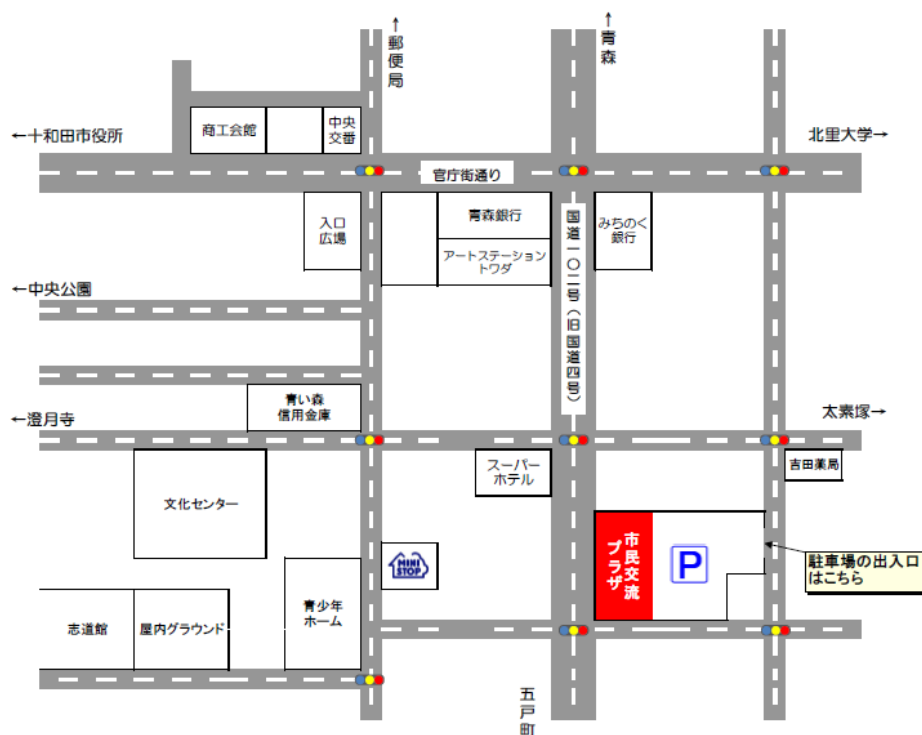 ↑郵便局
↑青森
商工会館
中央
交番
←十和田市役所
北里大学→
官庁街通り
入口
広場
青森銀行
アートステーション
トワダ
国道一〇二号(旧国道四号)
みちのく
銀行
←中央公園
青い森
信用金庫
←澄月寺
太素塚→
スーパー
ホテル
吉田薬局
文化センター
市民交流
プラザ
P
MINI
STOP
駐車場の出入口
はこちら
志道館
屋内グラウンド
青少年
ホーム
五戸町